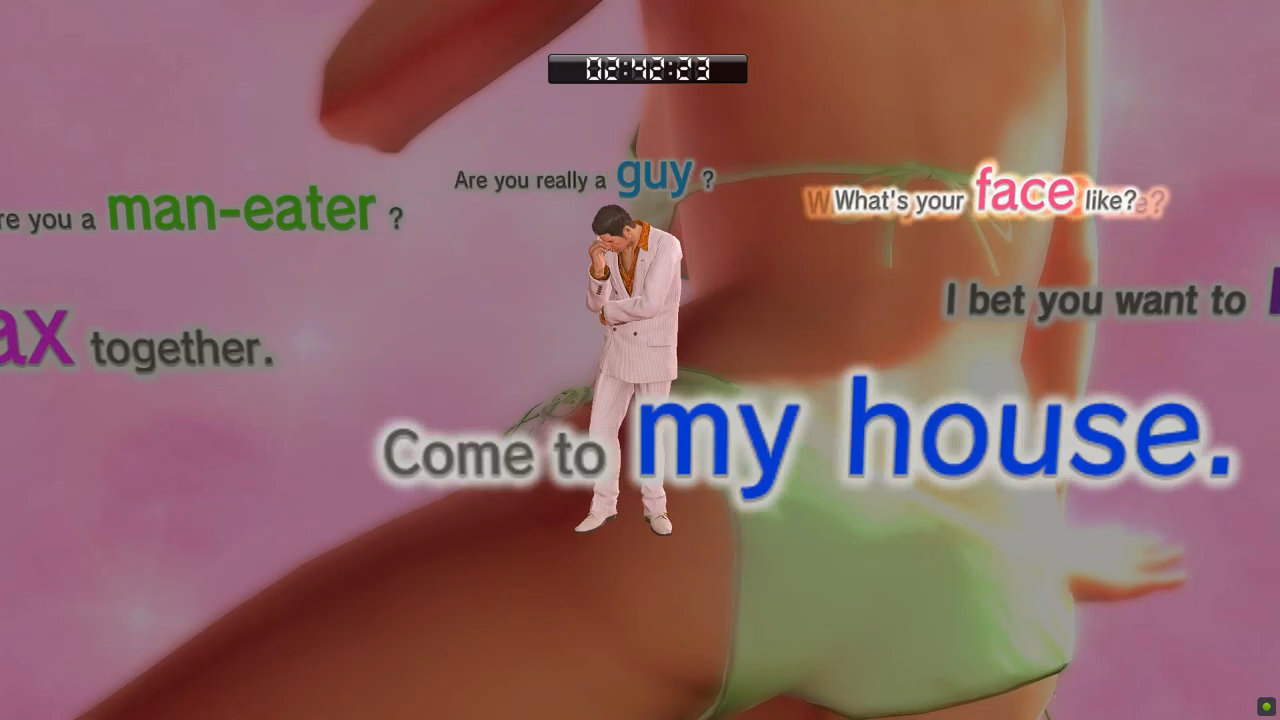 02:42:23
Are you really a guy ?
re you a man-eater ?
What's your face like?
I bet you want to
ax together.
Come to my house.